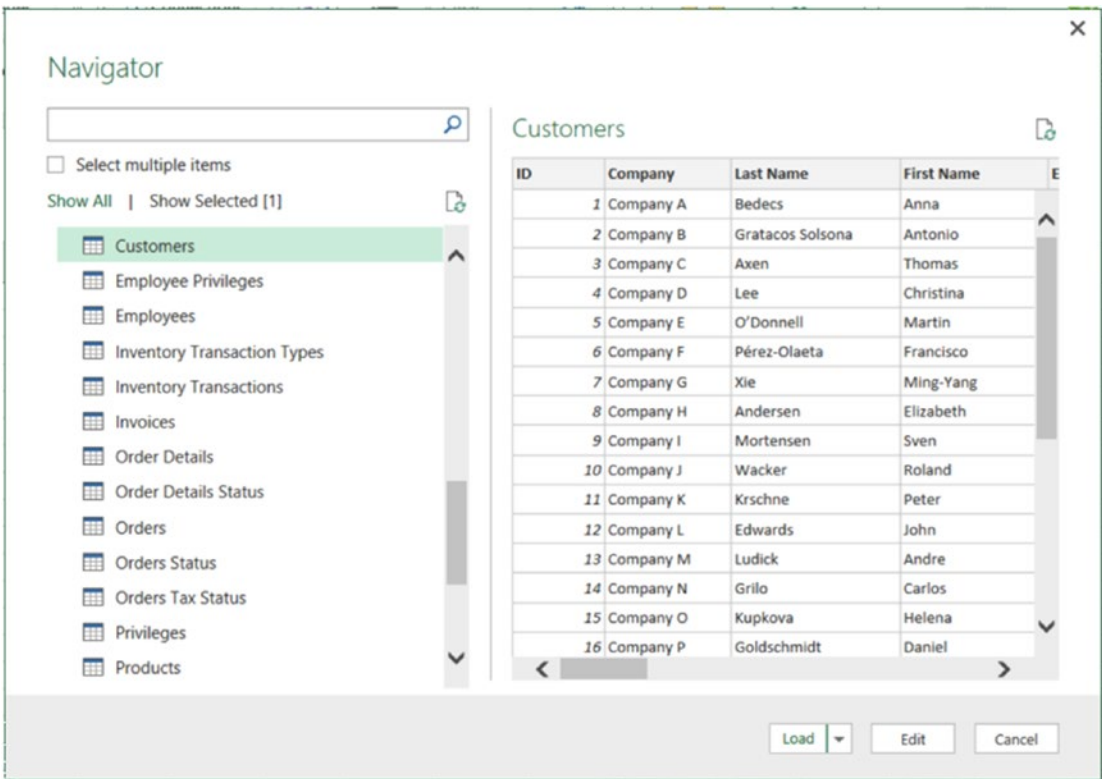 Navigator
Select multiple items
Show All | Show Selected [1]
Customers
Employee Privileges
Employees
Inventory Transaction Types
Inventory Transactions
Invoices
Order Details
Order Details Status
Orders
Orders Status
Orders Tax Status
Privileges
Products
Customers
ID Company Last Name First Name E
1 Company A Bedecs Anna
2 Company B Gratacos Solsona Antonio
3 Company C Axen Thomas
4 Company D Lee Christina
5 Company E O’Donnell Martin
6 Company F Pérez-Olaeta Francisco
7 Company G Xie Ming-Yang
8 Company H Andersen Elizabeth
9 Company I Mortensen Sven
10 Company J Wacker Roland
11 Company K Krschne Peter
12 Company L Edwards John
13 Company M Ludick Andre
14 Company N Grilo Carlos
15 Company O Kupkova Helena
16 Company P Goldschmidt Daniel
Load Edit Cancel